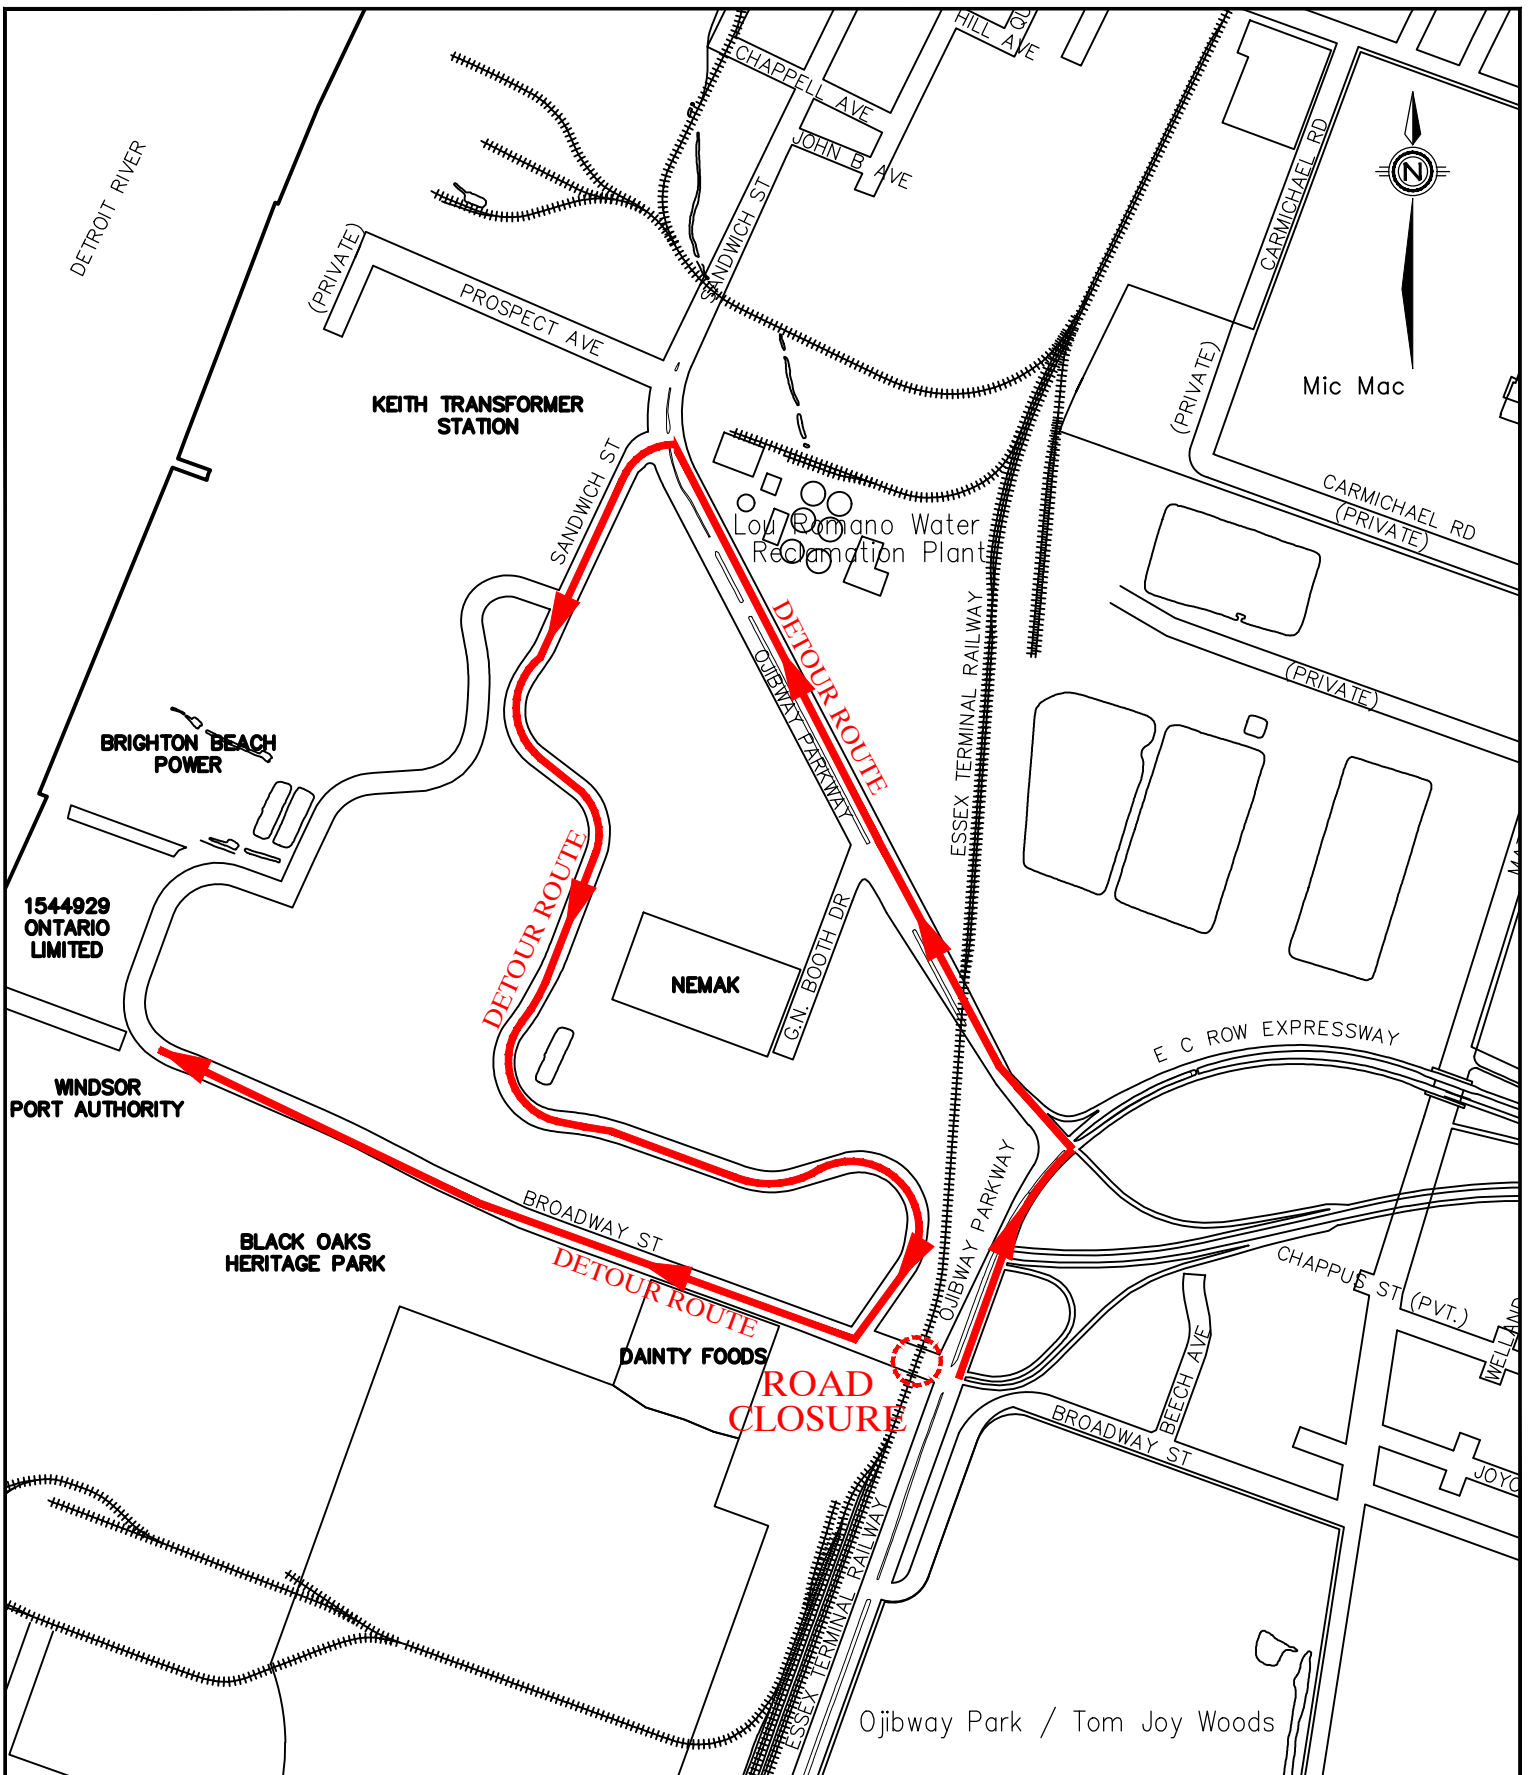 HILL AVE
QU
CHAPPELL AVE
JOHN B AVE
CARMICHAEL RD
DETROIT RIVER
SANDWICH ST
N
(PRIVATE)
PROSPECT AVE
(PRIVATE)
Mic Mac
KEITH TRANSFORMER
STATION
SANDWICH ST
CARMICHAEL RD
(PRIVATE)
Lou Romano Water
Reclamation Plant
DETOUR ROUTE
ESSEX TERMINAL RAILWAY
OJIBWAY PARKWAY
(PRIVATE)
BRIGHTON BEACH
POWER
DETOUR ROUTE
1544929
ONTARIO
LIMITED
G.N. BOOTH DR
NEMAK
E C ROW EXPRESSWAY
WINDSOR
PORT AUTHORITY
OJIBWAY PARKWAY
BROADWAY ST
BLACK OAKS
HERITAGE PARK
DETOUR ROUTE
CHAPPUS ST (PVT.)
WELLAND
BEECH AVE
DAINTY FOODS
ROAD
CLOSURE
BROADWAY ST
JOYC
ESSEX TERMINAL RAILWAY
Ojibway Park / Tom Joy Woods